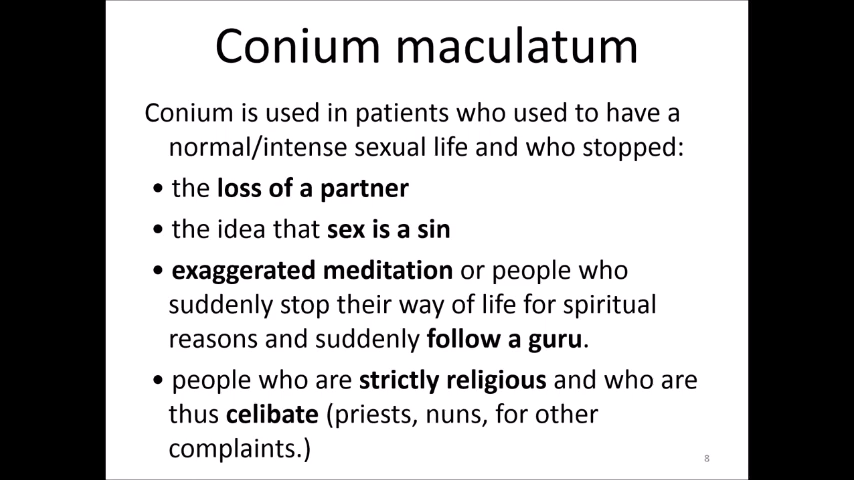 Conium maculatum
Conium is used in patients who used to have a
normal/intense sexual life and who stopped:
• the loss of a partner
• the idea that sex is a sin
• exaggerated meditation or people who
suddenly stop their way of life for spiritual
reasons and suddenly follow a guru.
• people who are strictly religious and who are
thus celibate (priests, nuns, for other
complaints.)
8